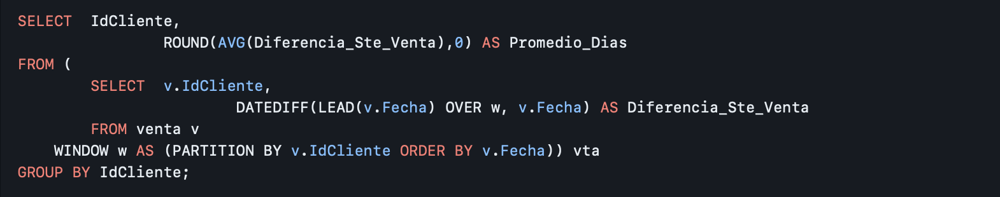 SELECT  IdCliente,
                ROUND(AVG(Diferencia_Ste_Venta),0) AS Promedio_Dias
FROM (
        SELECT  v.IdCliente,
                        DATEDIFF(LEAD(v.Fecha) OVER w, v.Fecha) AS Diferencia_Ste_Venta
        FROM venta v
    WINDOW w AS (PARTITION BY v.IdCliente ORDER BY v.Fecha)) vta
GROUP BY IdCliente;